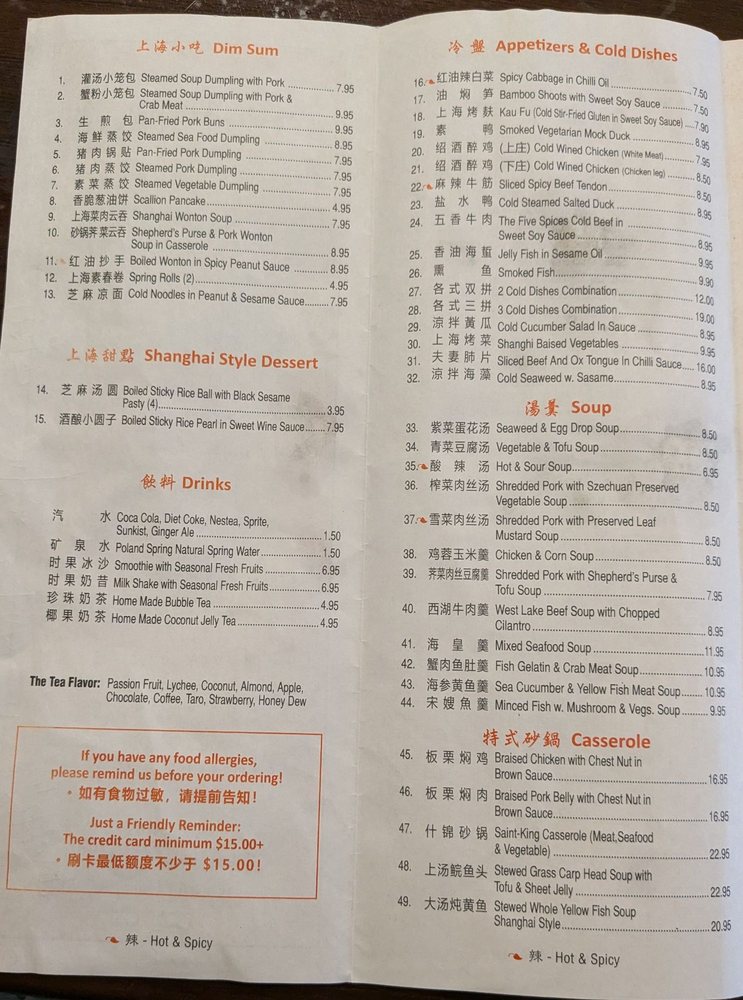 上海小吃 Dim Sum
1. 灌汤小笼包 Steamed Soup Dumpling with Pork 7.95
2. 蟹粉小笼包 Steamed Soup Dumpling with Pork &
Crab Meat 9.95
3. 生煎包 Pan-Fried Pork Buns 9.95
4. 海鲜蒸饺 Steamed Sea Food Dumpling 8.95
5. 猪肉锅贴 Pan-Fried Pork Dumpling 7.95
6. 猪肉蒸饺 Steamed Pork Dumpling 7.95
7. 素菜蒸饺 Steamed Vegetable Dumpling 7.95
8. 香脆葱油饼 Scallion Pancake 4.95
9. 上海菜肉云吞 Shanghai Wonton Soup 7.95
10. 砂锅荠菜云吞 Shepherd's Purse & Pork Wonton
Soup in Casserole 8.95
11. 红油抄手 Boiled Wonton in Spicy Peanut Sauce 8.95
12. 上海素春卷 Spring Rolls (2) 4.95
13. 芝麻凉面 Cold Noodles in Peanut & Sesame Sauce 7.95
上海甜點 Shanghai Style Dessert
14. 芝麻汤圆 Boiled Sticky Rice Ball with Black Sesame
Pasty (4) 3.95
15. 酒酿小圆子 Boiled Sticky Rice Pearl in Sweet Wine Sauce 7.95
飲料 Drinks
汽水 Coca Cola, Diet Coke, Nestea, Sprite,
Sunkist, Ginger Ale 1.50
矿泉水 Poland Spring Natural Spring Water 1.50
时果冰沙 Smoothie with Seasonal Fresh Fruits 6.95
时果奶昔 Milk Shake with Seasonal Fresh Fruits 6.95
珍珠奶茶 Home Made Bubble Tea 4.95
椰果奶茶 Home Made Coconut Jelly Tea 4.95
The Tea Flavor: Passion Fruit, Lychee, Coconut, Almond, Apple,
Chocolate, Coffee, Taro, Strawberry, Honey Dew
If you have any food allergies,
please remind us before your ordering!
• 如有食物过敏，请提前告知！
Just a Friendly Reminder:
The credit card minimum $15.00+
• 刷卡最低额度不少于 $15.00！
辣 - Hot & Spicy
冷盤 Appetizers & Cold Dishes
16. 红油辣白菜 Spicy Cabbage in Chilli Oil 7.50
17. 油焖笋 Bamboo Shoots with Sweet Soy Sauce 7.50
18. 上海烤麸 Kau Fu (Cold Stir-Fried Gluten in Sweet Soy Sauce) 7.90
19. 素鸭 Smoked Vegetarian Mock Duck 8.95
20. 绍酒醉鸡 (上庄) Cold Wined Chicken (White Meat) 7.95
21. 绍酒醉鸡 (下庄) Cold Wined Chicken (Chicken leg) 8.50
22. 麻辣牛筋 Sliced Spicy Beef Tendon 8.50
23. 盐水鸭 Cold Steamed Salted Duck 8.95
24. 五香牛肉 The Five Spices Cold Beef in
Sweet Soy Sauce 8.95
25. 香油海蜇 Jelly Fish in Sesame Oil 9.95
26. 熏鱼 Smoked Fish 9.90
27. 各式双拼 2 Cold Dishes Combination 12.00
28. 各式三拼 3 Cold Dishes Combination 19.00
29. 涼拌黃瓜 Cold Cucumber Salad In Sauce 8.95
30. 上海烤菜 Shanghi Baised Vegetables 9.95
31. 夫妻肺片 Sliced Beef And Ox Tongue In Chilli Sauce 16.00
32. 涼拌海藻 Cold Seaweed w. Sasame 8.95
湯羹 Soup
33. 紫菜蛋花汤 Seaweed & Egg Drop Soup 8.50
34. 青菜豆腐汤 Vegetable & Tofu Soup 8.50
35. 酸辣汤 Hot & Sour Soup 6.95
36. 榨菜肉丝汤 Shredded Pork with Szechuan Preserved
Vegetable Soup 8.50
37. 雪菜肉丝汤 Shredded Pork with Preserved Leaf
Mustard Soup 8.50
38. 鸡蓉玉米羹 Chicken & Corn Soup 8.50
39. 荠菜肉丝豆腐羹 Shredded Pork with Shepherd's Purse &
Tofu Soup 7.95
40. 西湖牛肉羹 West Lake Beef Soup with Chopped
Cilantro 8.95
41. 海皇羹 Mixed Seafood Soup 11.95
42. 蟹肉鱼肚羹 Fish Gelatin & Crab Meat Soup 10.95
43. 海参黄鱼羹 Sea Cucumber & Yellow Fish Meat Soup 10.95
44. 宋嫂魚羹 Minced Fish w. Mushroom & Vegs. Soup 9.95
特式砂鍋 Casserole
45. 板栗焖鸡 Braised Chicken with Chest Nut in
Brown Sauce 16.95
46. 板栗焖肉 Braised Pork Belly with Chest Nut in
Brown Sauce 16.95
47. 什锦砂锅 Saint-King Casserole (Meat,Seafood
& Vegetable) 22.95
48. 上汤鲩鱼头 Stewed Grass Carp Head Soup with
Tofu & Sheet Jelly 22.95
49. 大汤炖黄鱼 Stewed Whole Yellow Fish Soup
Shanghai Style 20.95
辣 - Hot & Spicy